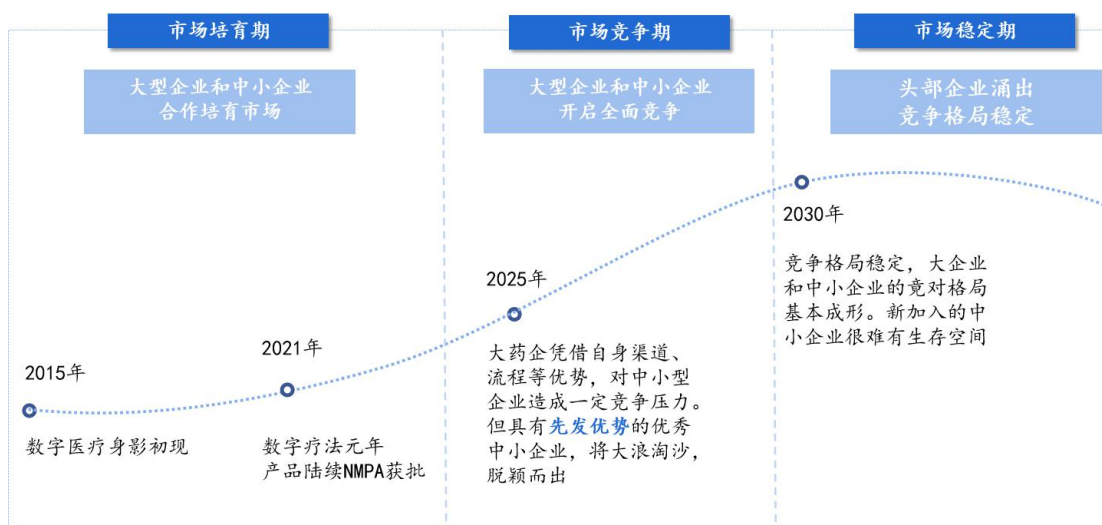 市场培育期
大型企业和中小企业
合作培育市场
市场竞争期
大型企业和中小企业
开启全面竞争
市场稳定期
头部企业涌出
竞争格局稳定
2015年
数字医疗身影初现
2021年
数字疗法元年
产品陆续NMPA获批
2025年
大药企凭借自身渠道、
流程等优势，对中小型
企业造成一定竞争压力。
但具有先发优势的优秀
中小企业，将大浪淘沙，
脱颖而出
2030年
竞争格局稳定，大企业
和中小企业的竞对格局
基本成形。新加入的中
小企业很难有生存空间